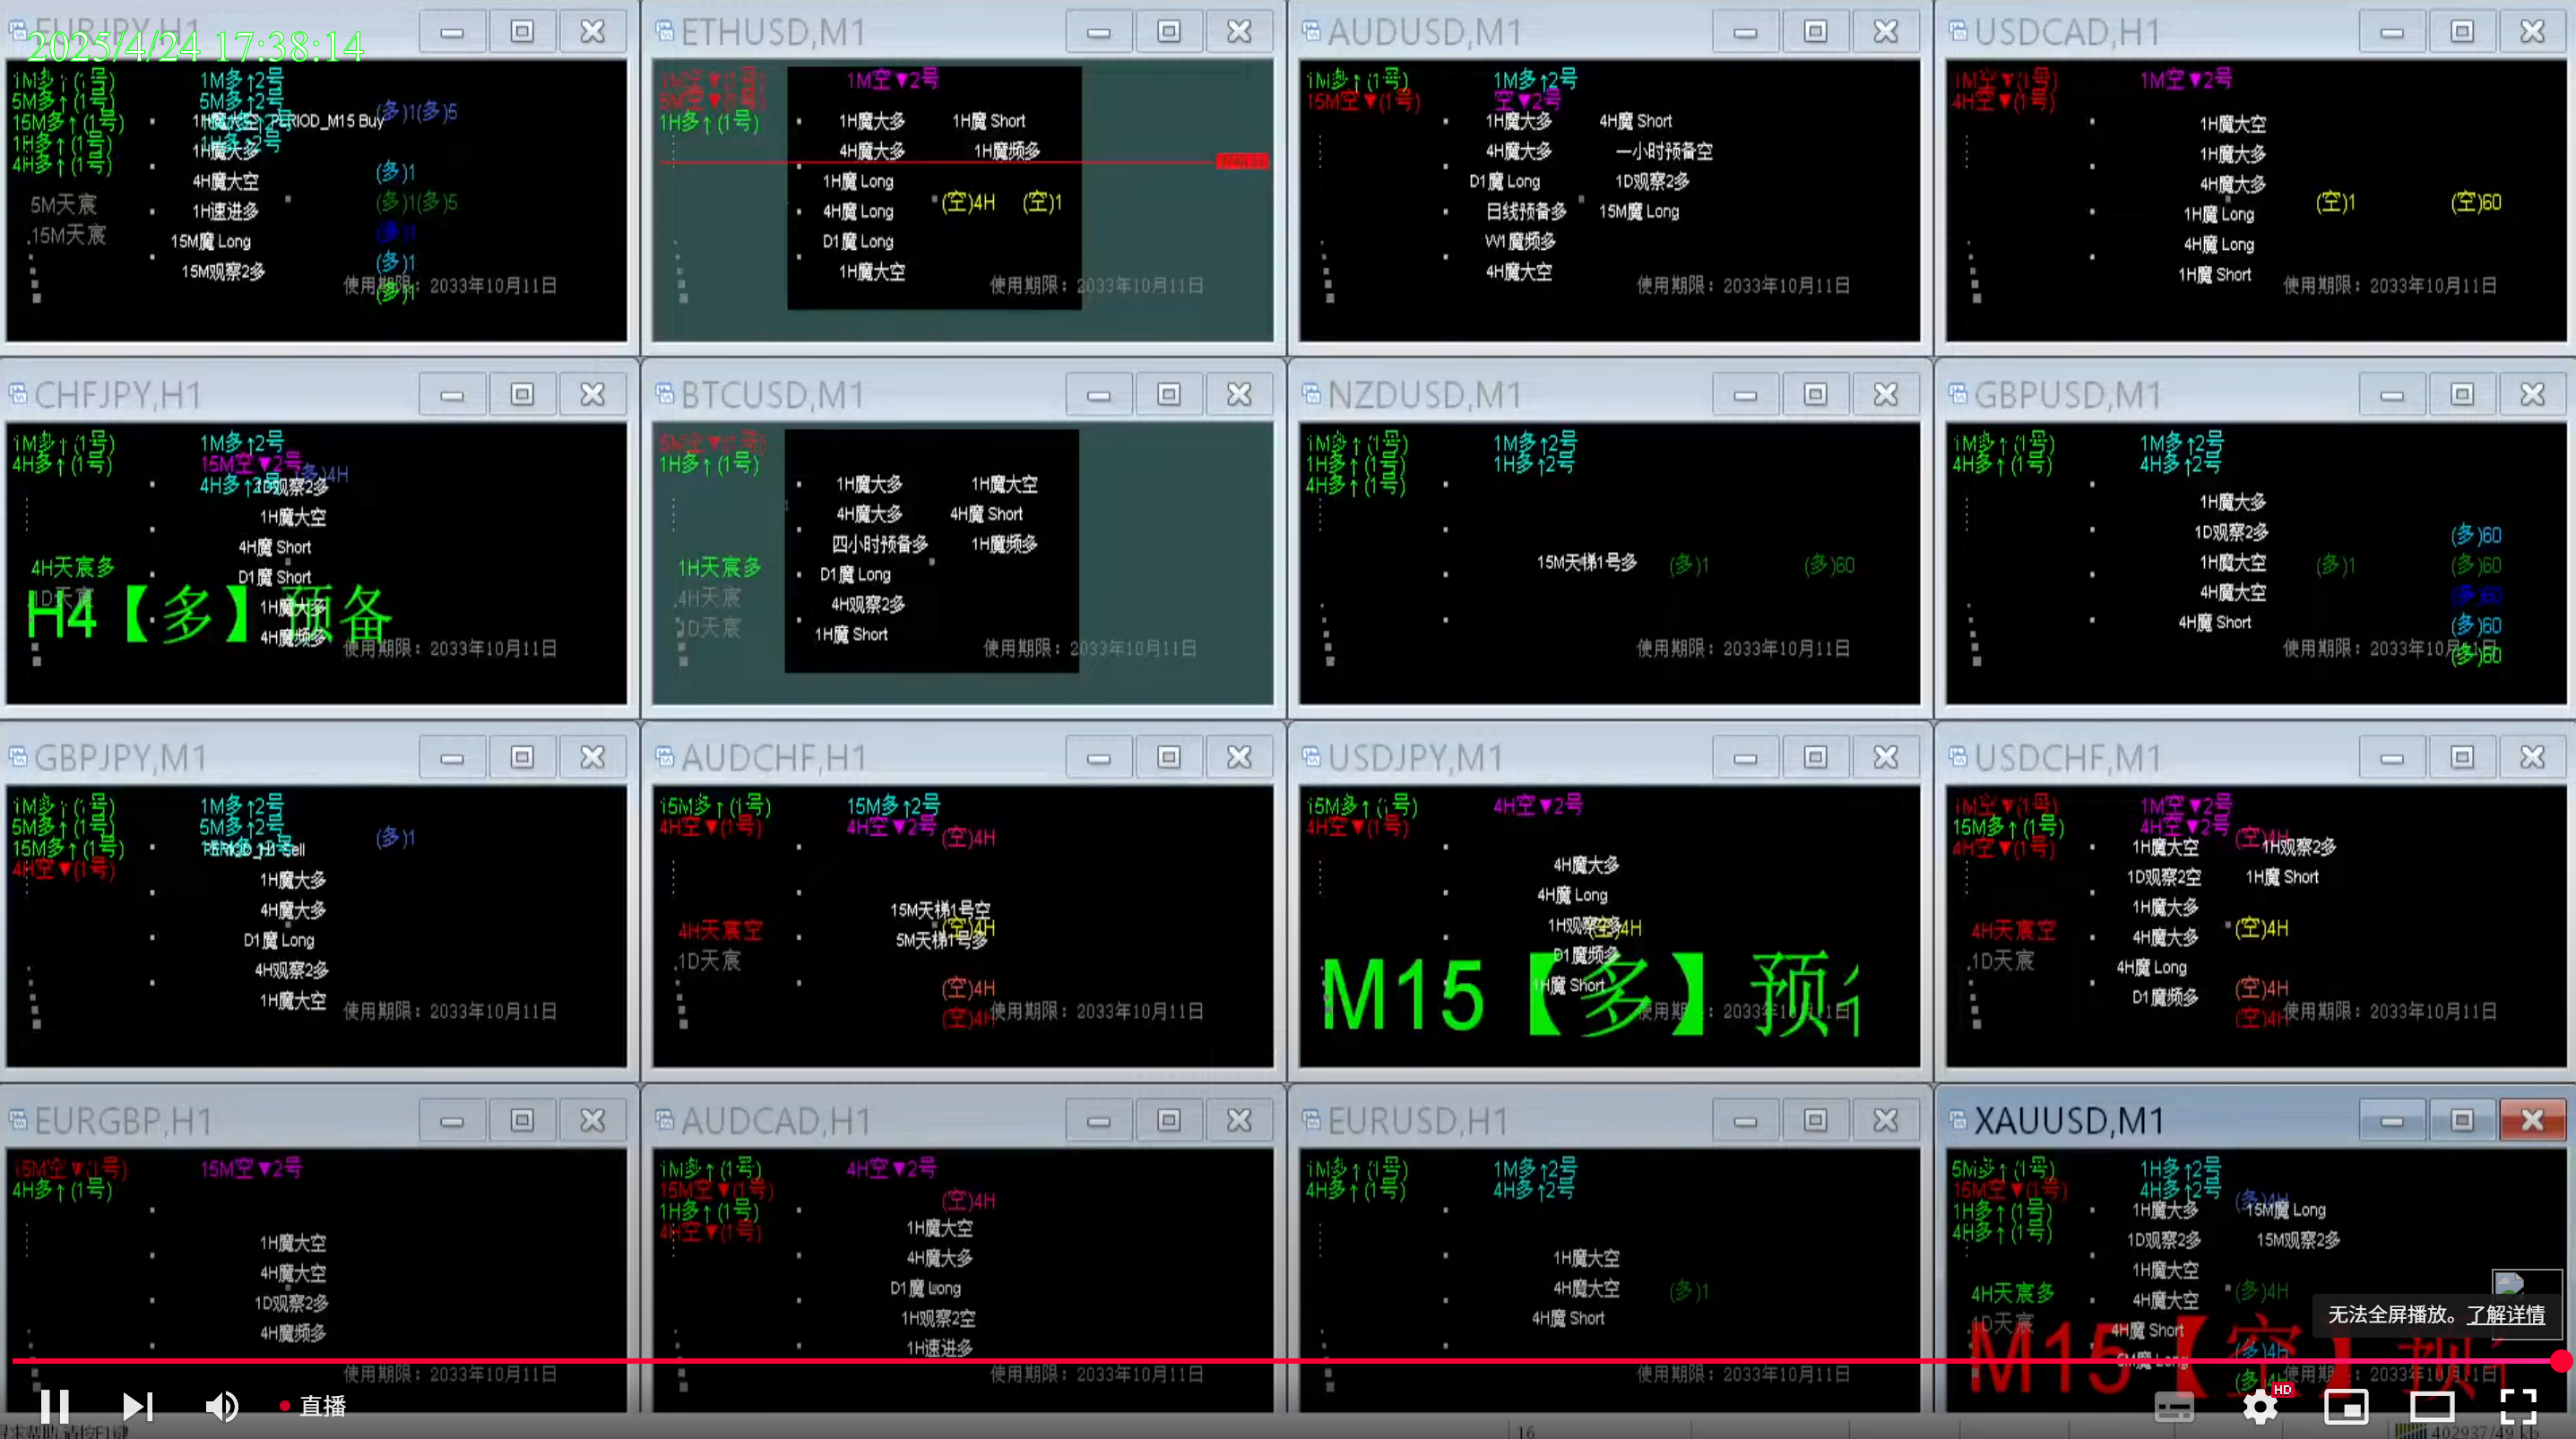 EURJPY,H1
2025/4/24 17:38:14
1M多↑(1号) 1M多↑2号
5M多↑(1号) 5M多↑2号 (多)1(多)5
15M多↑(1号)
1H多↑(1号) 1H多↑2号
4H多↑(1号) 1H魔大多
4H魔大空 (多)1
5M天宸 1H速进多 (多)1(多)5
15M天宸 (多)1
15M魔 Long (多)1
15M观察2多
使用期限：2033年10月11日
(多)1
ETHUSD,M1
1M空▼2号
5M空▼(1号)
1H多↑(1号) 1H魔大多 1H魔 Short
4H魔大多 1H魔频多
1H魔 Long
4H魔 Long (空)4H (空)1
D1魔 Long
1H魔大空
使用期限：2033年10月11日
AUDUSD,M1
1M多↑(1号) 1M多↑2号
15M空▼(1号) 空▼2号
1H魔大多 4H魔 Short
4H魔大多 一小时预备空
D1魔 Long 1D观察2多
日线预备多 15M魔 Long
W1魔频多
4H魔大空
使用期限：2033年10月11日
USDCAD,H1
1M空▼(1号) 1M空▼2号
4H空▼(1号)
1H魔大空
1H魔大多
4H魔大多
(空)1 (空)60
1H魔 Long
4H魔 Long
1H魔 Short
使用期限：2033年10月11日
CHFJPY,H1
1M多↑(1号) 1M多↑2号
4H多↑(1号) 15M空▼2号 (多)4H
4H多↑2号 1D观察2多
1H魔大空
4H魔 Short
4H天宸多 D1魔 Short
1D天宸 1H魔大多
H4【多】预备
4H魔频多
使用期限：2033年10月11日
BTCUSD,M1
5M空▼(1号)
1H多↑(1号)
1H魔大多 1H魔大空
4H魔大多 4H魔 Short
四小时预备多 1H魔频多
1H天宸多 D1魔 Long
4H天宸 4H观察2多
1D天宸 1H魔 Short
使用期限：2033年10月11日
NZDUSD,M1
1M多↑(1号) 1M多↑2号
1H多↑(1号) 1H多↑2号
4H多↑(1号)
15M天梯1号多 (多)1 (多)60
使用期限：2033年10月11日
GBPUSD,M1
1M多↑(1号) 1M多↑2号
4H多↑(1号) 4H多↑2号
1H魔大多
1D观察2多 (多)60
1H魔大空 (多)1 (多)60
4H魔大空 (多)60
4H魔 Short (多)60
使用期限：2033年10月11日
(多)60
GBPJPY,M1
1M多↑(1号) 1M多↑2号
5M多↑(1号) 5M多↑2号 (多)1
15M多↑(1号)
4H空▼(1号)
1H魔大多
4H魔大多
D1魔 Long
4H观察2多
1H魔大空
使用期限：2033年10月11日
AUDCHF,H1
15M多↑(1号) 15M多↑2号
4H空▼(1号) 4H空▼2号 (空)4H
15M天梯1号空
4H天宸空 (空)4H
5M天梯1号多
1D天宸
(空)4H
(空)4H
使用期限：2033年10月11日
USDJPY,M1
15M多↑(1号) 4H空▼2号
4H空▼(1号)
4H魔大多
4H魔 Long
1H观察2多 (空)4H
D1魔频多
1H魔 Short
M15【多】预
使用期限：2033年10月11日
USDCHF,M1
1M空▼(1号) 1M空▼2号
15M多↑(1号) 4H空▼2号 (空)4H
4H空▼(1号) 1H魔大空 1H观察2多
1D观察2空 1H魔 Short
1H魔大多
4H天宸空 4H魔大多 (空)4H
1D天宸 4H魔 Long
D1魔频多 (空)4H
(空)4H
使用期限：2033年10月11日
EURGBP,H1
15M空▼(1号) 15M空▼2号
4H多↑(1号)
1H魔大空
4H魔大空
1D观察2多
4H魔频多
使用期限：2033年10月11日
AUDCAD,H1
1M多↑(1号) 4H空▼2号
15M空▼(1号) (空)4H
1H多↑(1号)
4H空▼(1号) 1H魔大空
4H魔大多
D1魔 Long
1H观察2空
1H速进多
使用期限：2033年10月11日
EURUSD,H1
1M多↑(1号) 1M多↑2号
4H多↑(1号) 4H多↑2号
1H魔大空
4H魔大空 (多)1
4H魔 Short
使用期限：2033年10月11日
XAUUSD,M1
5M多↑(1号) 1H多↑2号
15M空▼(1号) 4H多↑2号 (多)4H
1H多↑(1号) 1H魔大多 15M魔 Long
4H多↑(1号) 1D观察2多 15M观察2多
1H魔大空
4H天宸多 4H魔大空 (多)4H
1D天宸 4H魔 Short
M15【空】预
(多)4H
(多)4H
使用期限：2033年10月11日
无法全屏播放。了解详情
直播
HD
16
402937/49 kb